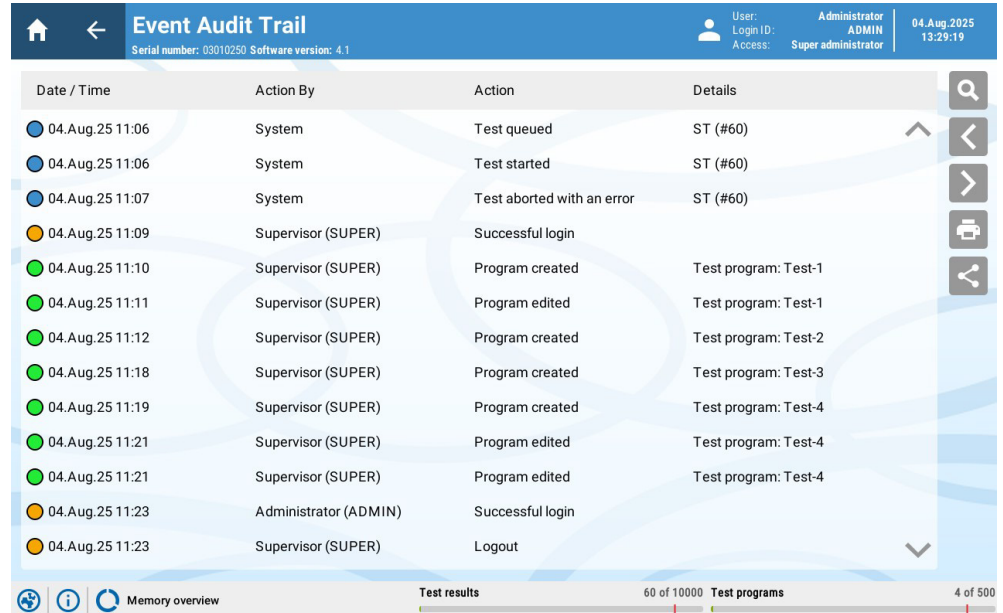 Event Audit Trail
Serial number: 03010250 Software version: 4.1
User: Administrator
Login ID: ADMIN
Access: Super administrator
04.Aug.2025
13:29:19
Date / Time Action By Action Details
04.Aug.25 11:06 System Test queued ST (#60)
04.Aug.25 11:06 System Test started ST (#60)
04.Aug.25 11:07 System Test aborted with an error ST (#60)
04.Aug.25 11:09 Supervisor (SUPER) Successful login
04.Aug.25 11:10 Supervisor (SUPER) Program created Test program: Test-1
04.Aug.25 11:11 Supervisor (SUPER) Program edited Test program: Test-1
04.Aug.25 11:12 Supervisor (SUPER) Program created Test program: Test-2
04.Aug.25 11:18 Supervisor (SUPER) Program created Test program: Test-3
04.Aug.25 11:19 Supervisor (SUPER) Program created Test program: Test-4
04.Aug.25 11:21 Supervisor (SUPER) Program edited Test program: Test-4
04.Aug.25 11:21 Supervisor (SUPER) Program edited Test program: Test-4
04.Aug.25 11:23 Administrator (ADMIN) Successful login
04.Aug.25 11:23 Supervisor (SUPER) Logout
Memory overview Test results 60 of 10000 Test programs 4 of 500